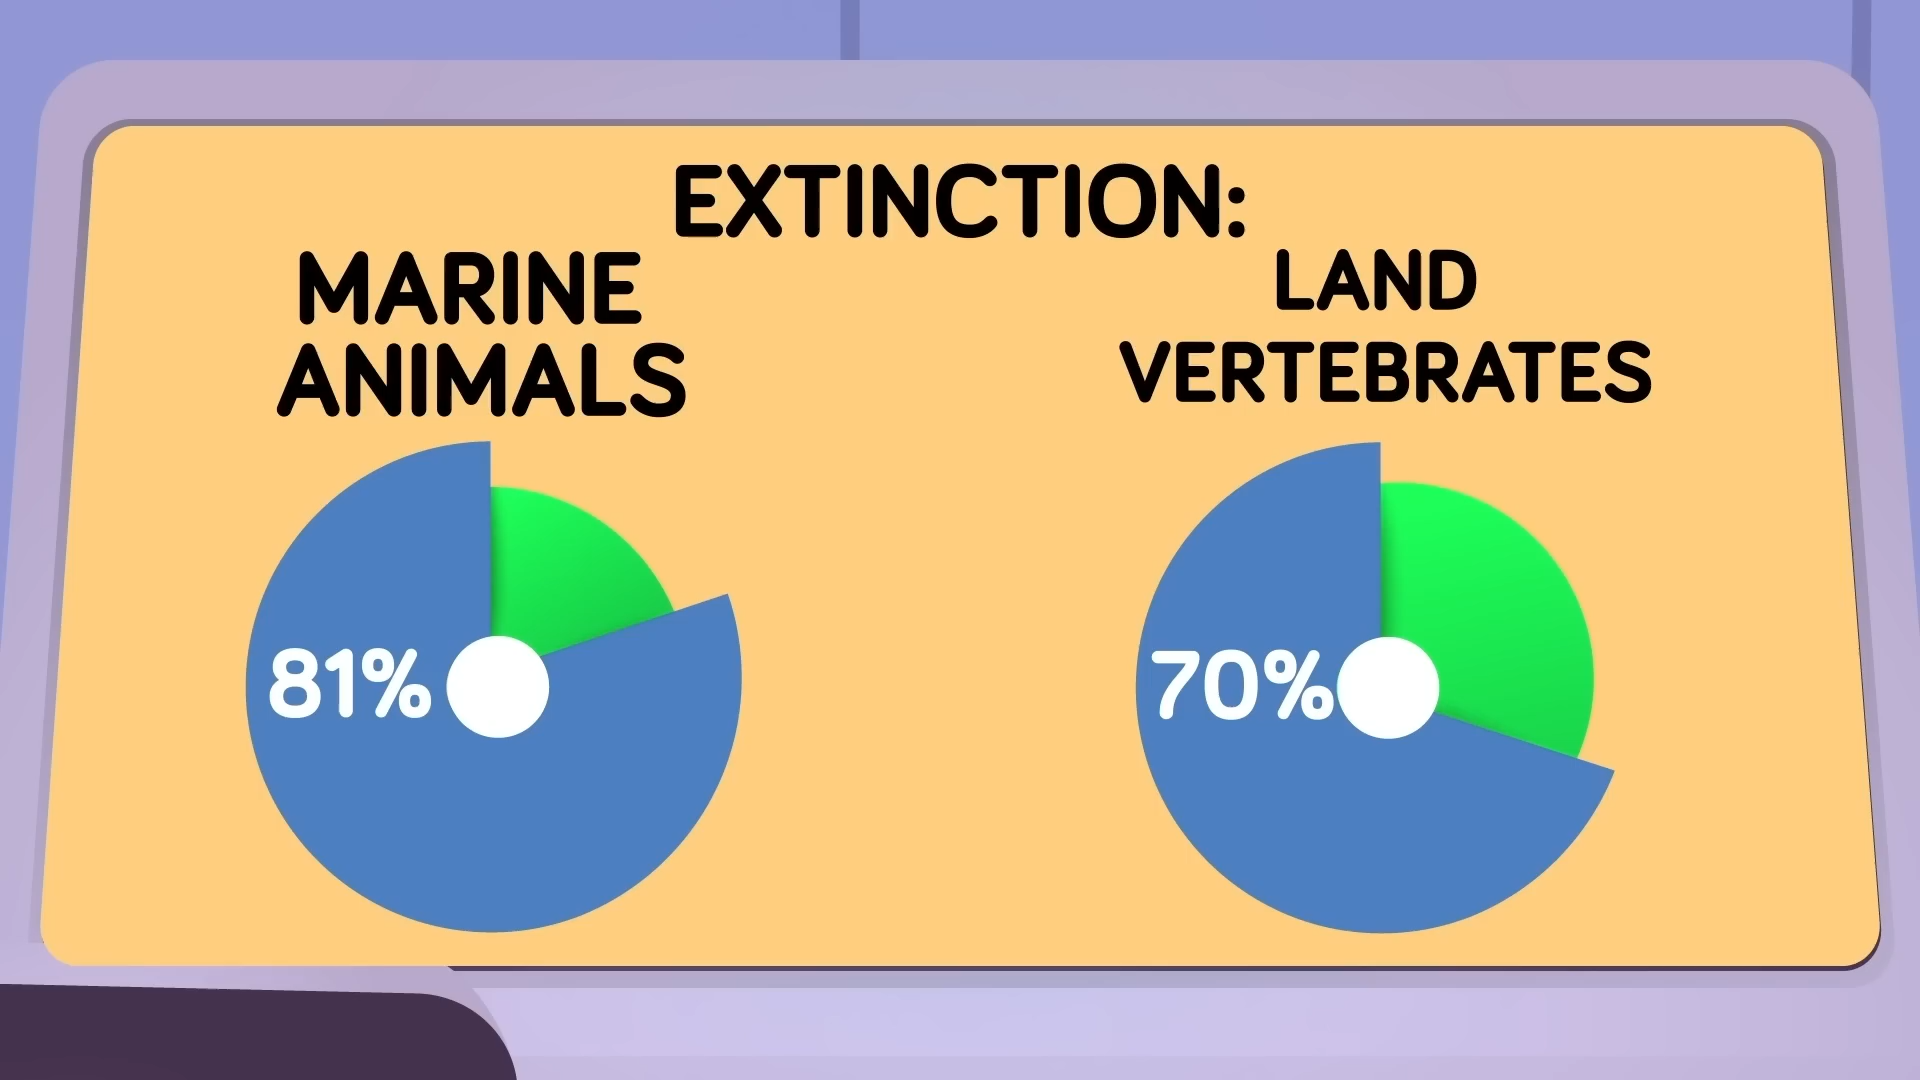 EXTINCTION:
MARINE
ANIMALS
81%
LAND
VERTEBRATES
70%